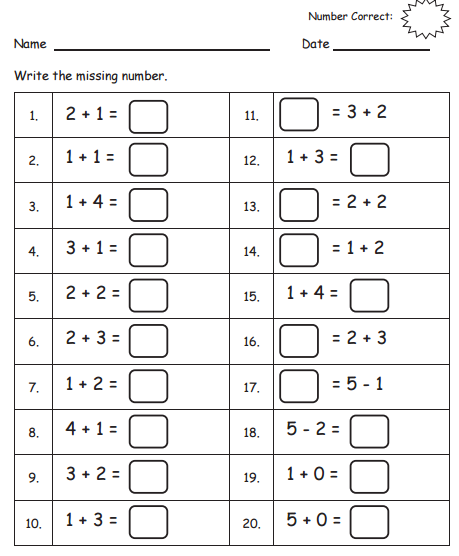 Number Correct:
Name Date
Write the missing number.
1. 2 + 1 =
2. 1 + 1 =
3. 1 + 4 =
4. 3 + 1 =
5. 2 + 2 =
6. 2 + 3 =
7. 1 + 2 =
8. 4 + 1 =
9. 3 + 2 =
10. 1 + 3 =
11. = 3 + 2
12. 1 + 3 =
13. = 2 + 2
14. = 1 + 2
15. 1 + 4 =
16. = 2 + 3
17. = 5 - 1
18. 5 - 2 =
19. 1 + 0 =
20. 5 + 0 =